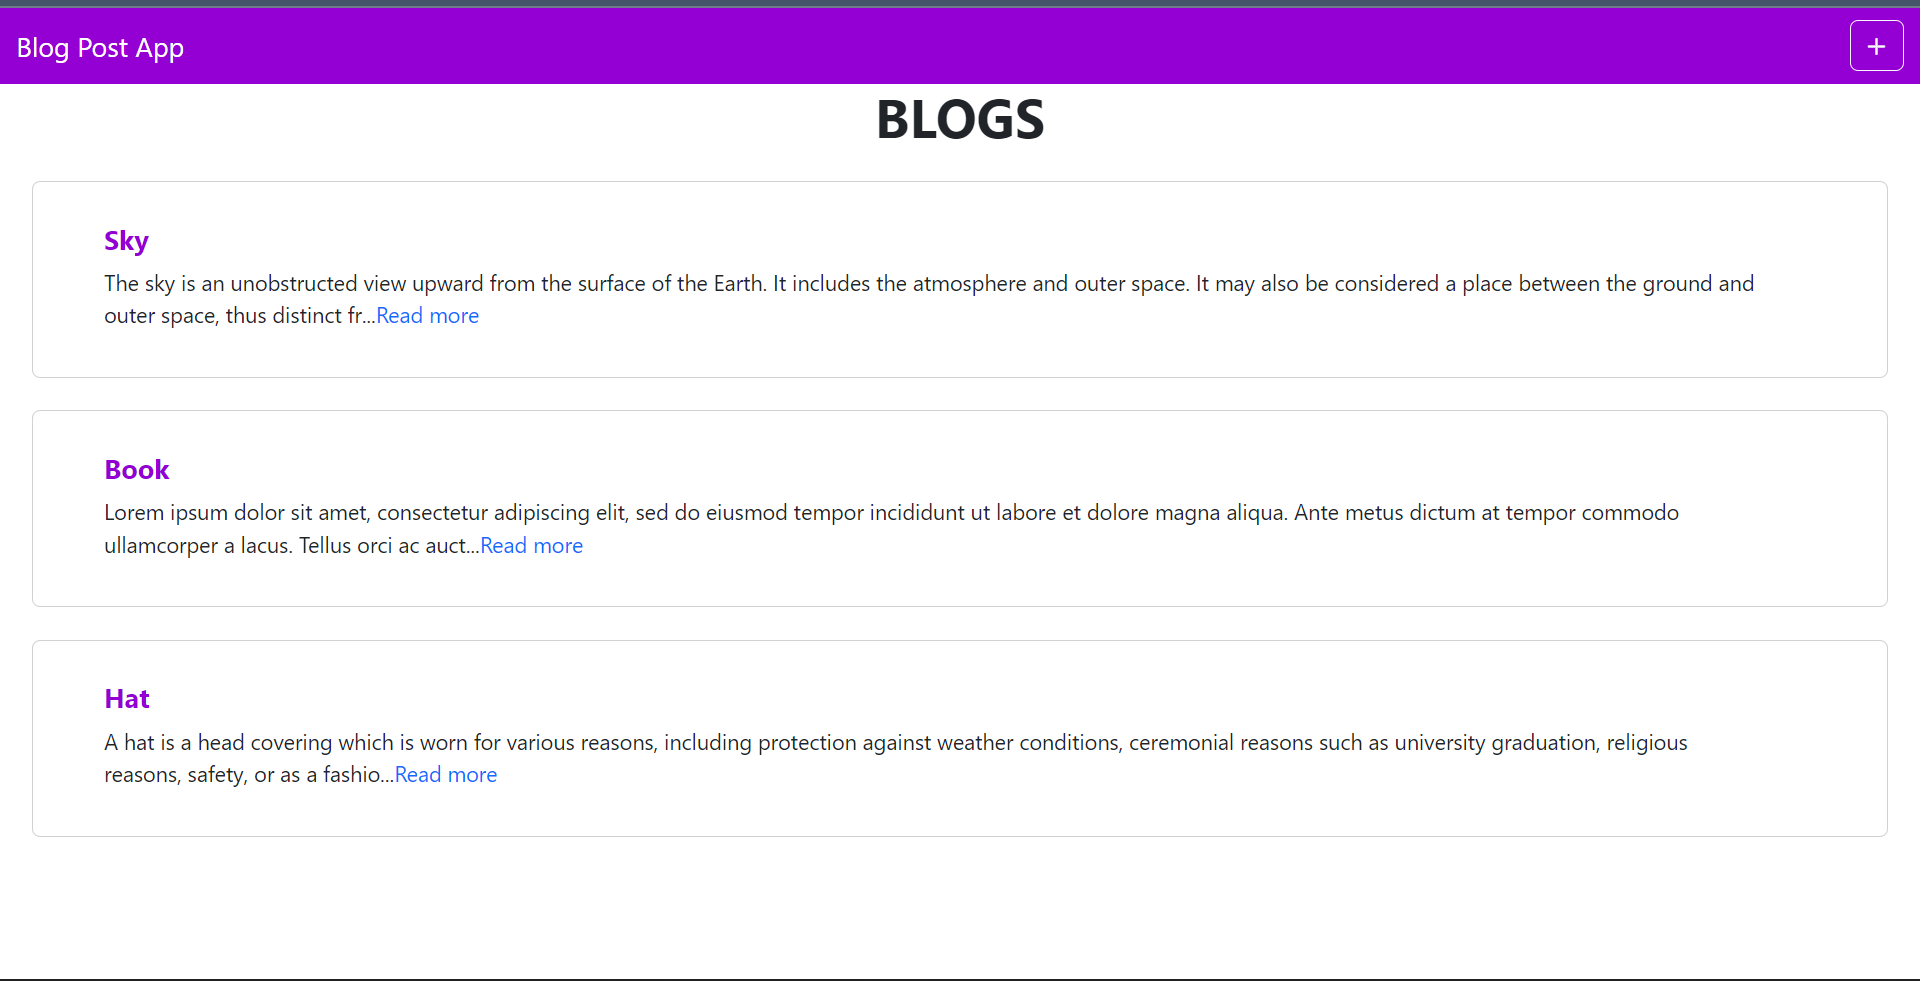 Blog Post App
+
BLOGS
Sky
The sky is an unobstructed view upward from the surface of the Earth. It includes the atmosphere and outer space. It may also be considered a place between the ground and
outer space, thus distinct fr...Read more
Book
Lorem ipsum dolor sit amet, consectetur adipiscing elit, sed do eiusmod tempor incididunt ut labore et dolore magna aliqua. Ante metus dictum at tempor commodo
ullamcorper a lacus. Tellus orci ac auct...Read more
Hat
A hat is a head covering which is worn for various reasons, including protection against weather conditions, ceremonial reasons such as university graduation, religious
reasons, safety, or as a fashio...Read more